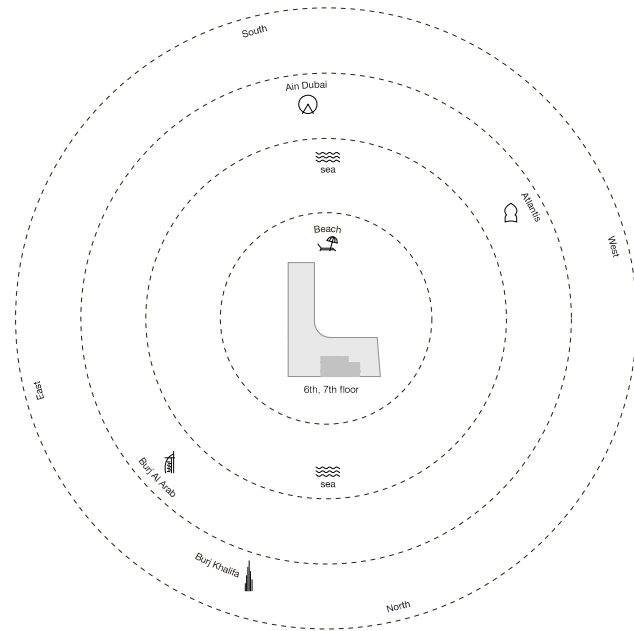 South
Ain Dubai
sea
Atlantis
Beach
West
6th, 7th floor
East
Burj Al Arab
sea
Burj Khalifa
North